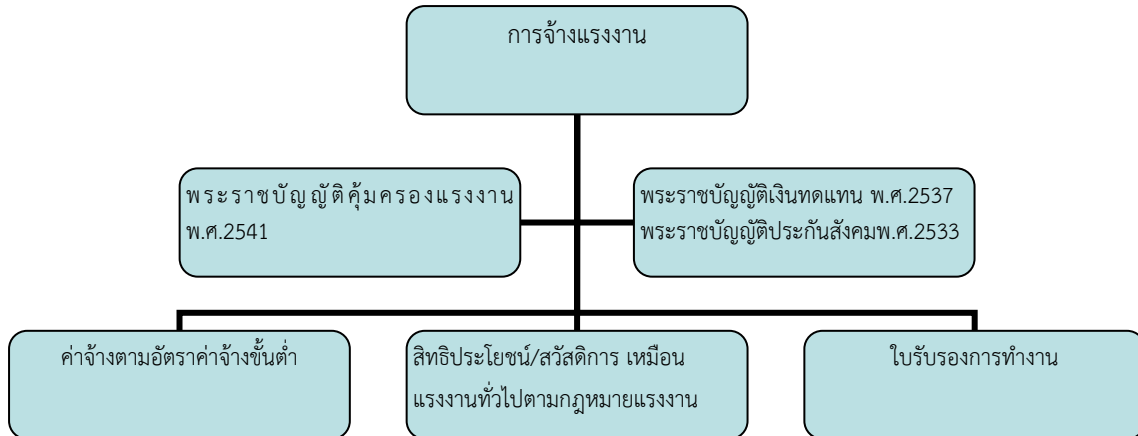 การจ้างแรงงาน
พระราชบัญญัติคุ้มครองแรงงาน
พ.ศ.2541
พระราชบัญญัติเงินทดแทน พ.ศ.2537
พระราชบัญญัติประกันสังคมพ.ศ.2533
ค่าจ้างตามอัตราค่าจ้างขั้นต่ำ
สิทธิประโยชน์/สวัสดิการ เหมือน
แรงงานทั่วไปตามกฎหมายแรงงาน
ใบรับรองการทำงาน